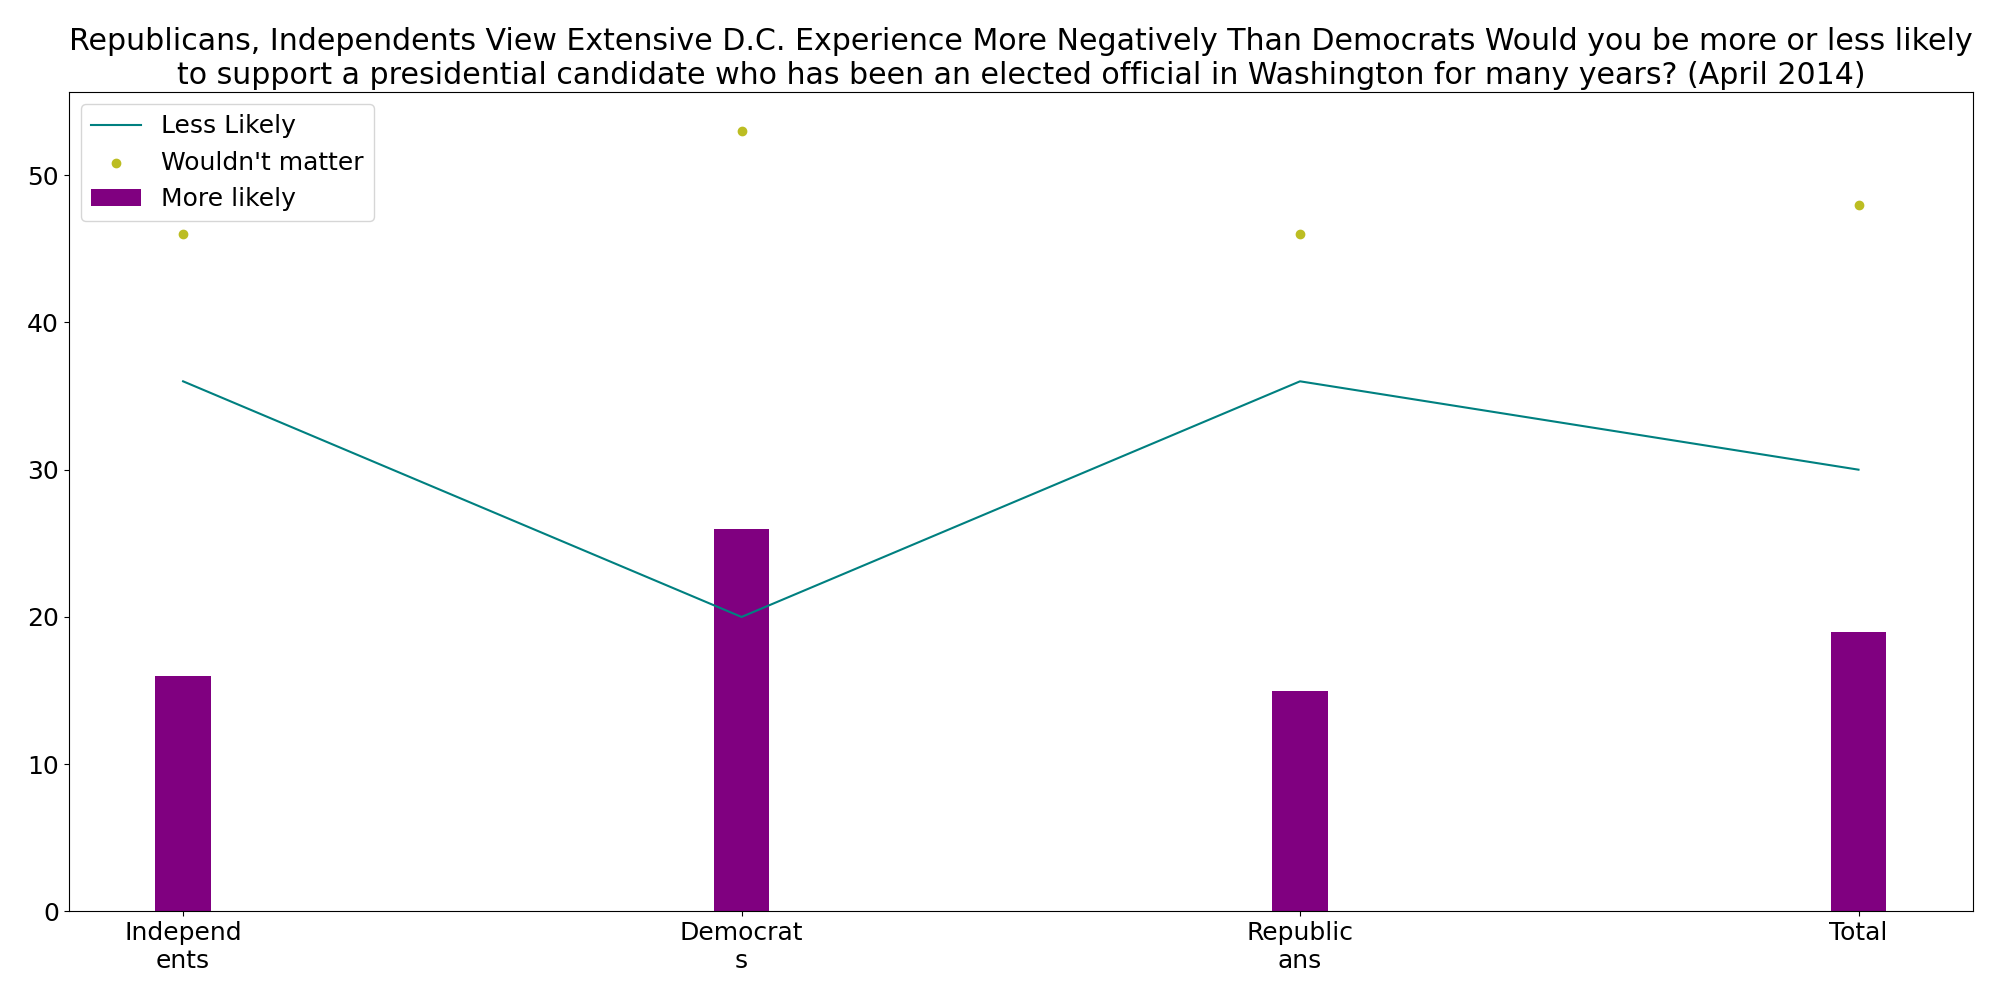 Republicans, Independents View Extensive D.C. Experience More Negatively Than Democrats Would you be more or less likely
to support a presidential candidate who has been an elected official in Washington for many years? (April 2014)
Less Likely
Wouldn't matter
More likely
50
40
30
20
10
0
Independ
ents
Democrat
s
Republic
ans
Total